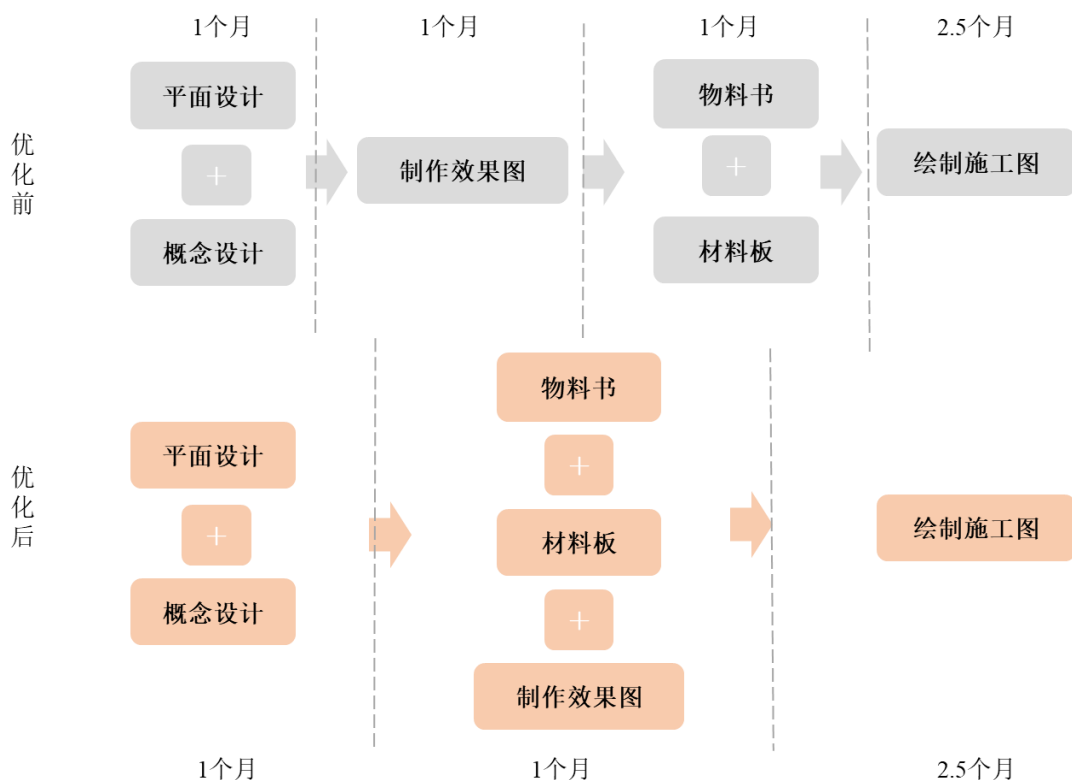 1个月
1个月
1个月
2.5个月
优化前
平面设计
+
概念设计
制作效果图
物料书
+
材料板
绘制施工图
优化后
平面设计
+
概念设计
物料书
+
材料板
+
制作效果图
绘制施工图
1个月
1个月
2.5个月